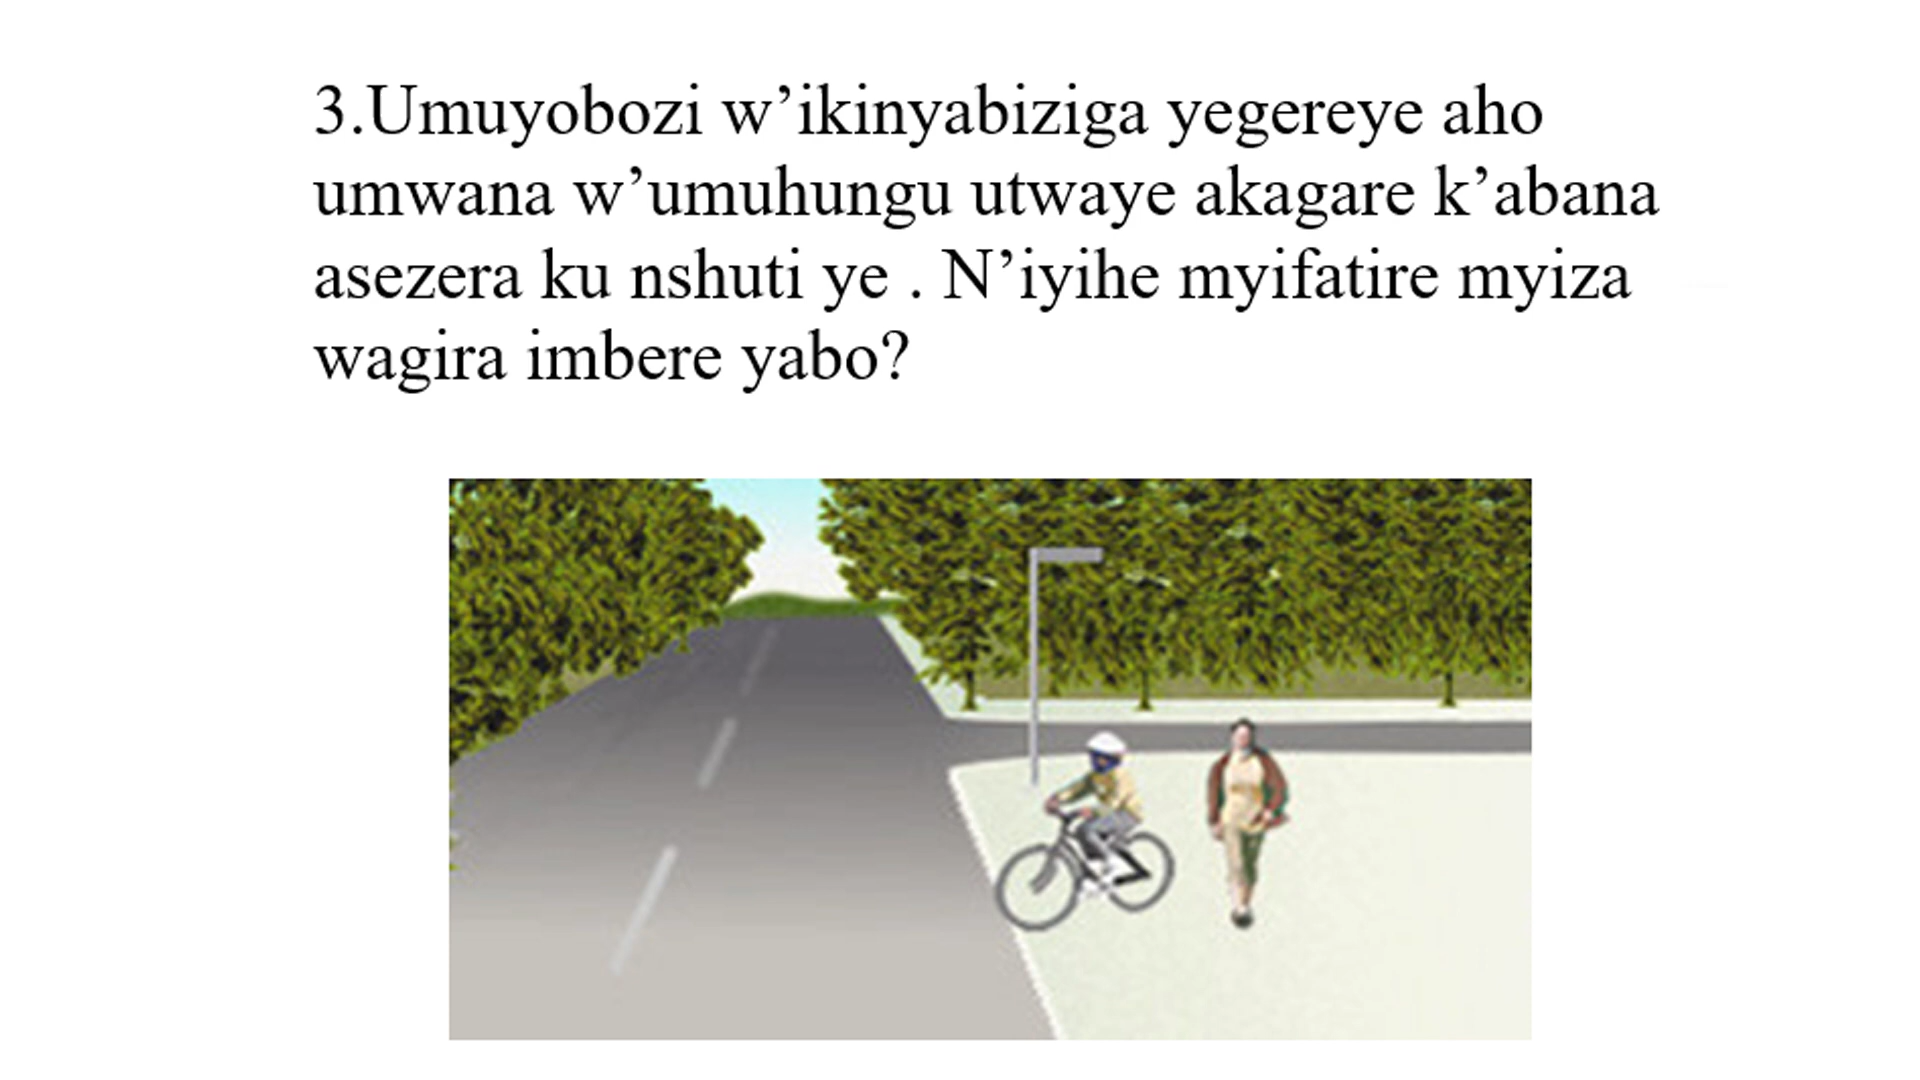 3.Umuyobozi w’ikinyabiziga yegereye aho
umwana w’umuhungu utwaye akagare k’abana
asezera ku nshuti ye . N’iyihe myifatire myiza
wagira imbere yabo?